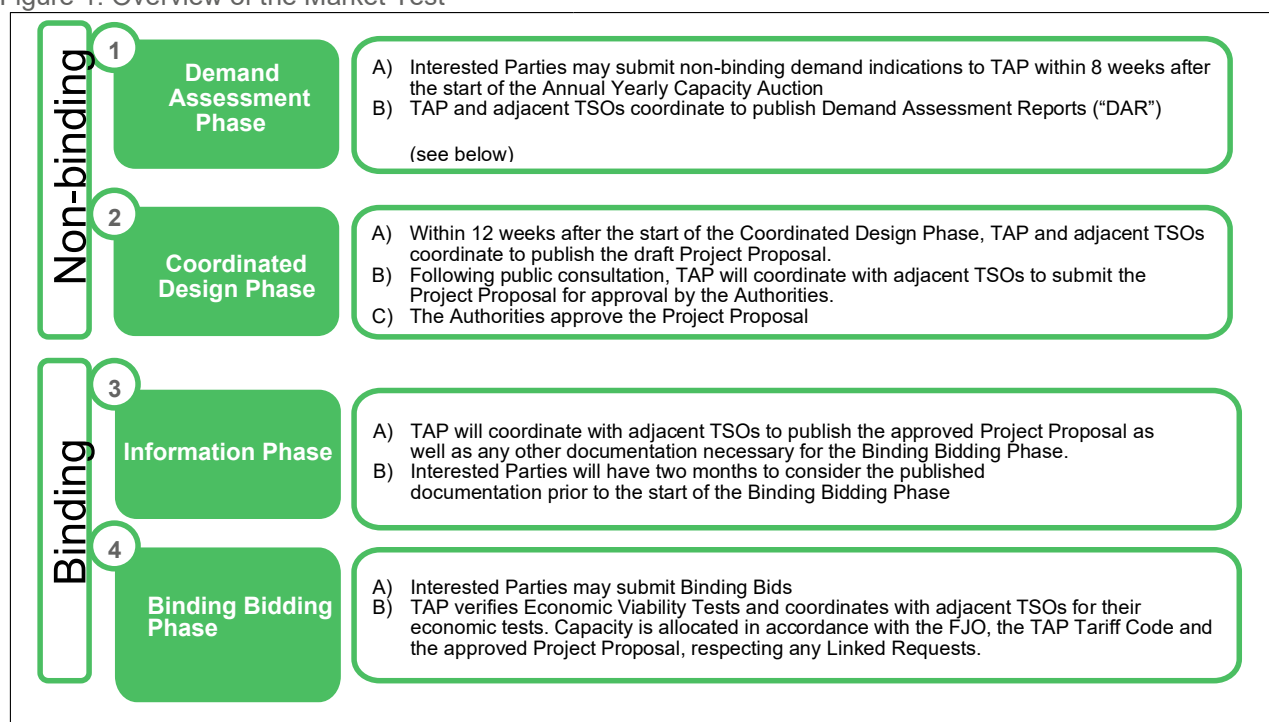 Figure 1: Overview of the Market Test
Non-binding
1
Demand
Assessment
Phase
A) Interested Parties may submit non-binding demand indications to TAP within 8 weeks after
the start of the Annual Yearly Capacity Auction
B) TAP and adjacent TSOs coordinate to publish Demand Assessment Reports (“DAR”)
(see below)
2
Coordinated
Design Phase
A) Within 12 weeks after the start of the Coordinated Design Phase, TAP and adjacent TSOs
coordinate to publish the draft Project Proposal.
B) Following public consultation, TAP will coordinate with adjacent TSOs to submit the
Project Proposal for approval by the Authorities.
C) The Authorities approve the Project Proposal
Binding
3
Information Phase
A) TAP will coordinate with adjacent TSOs to publish the approved Project Proposal as
well as any other documentation necessary for the Binding Bidding Phase.
B) Interested Parties will have two months to consider the published
documentation prior to the start of the Binding Bidding Phase
4
Binding Bidding
Phase
A) Interested Parties may submit Binding Bids
B) TAP verifies Economic Viability Tests and coordinates with adjacent TSOs for their
economic tests. Capacity is allocated in accordance with the FJO, the TAP Tariff Code and
the approved Project Proposal, respecting any Linked Requests.